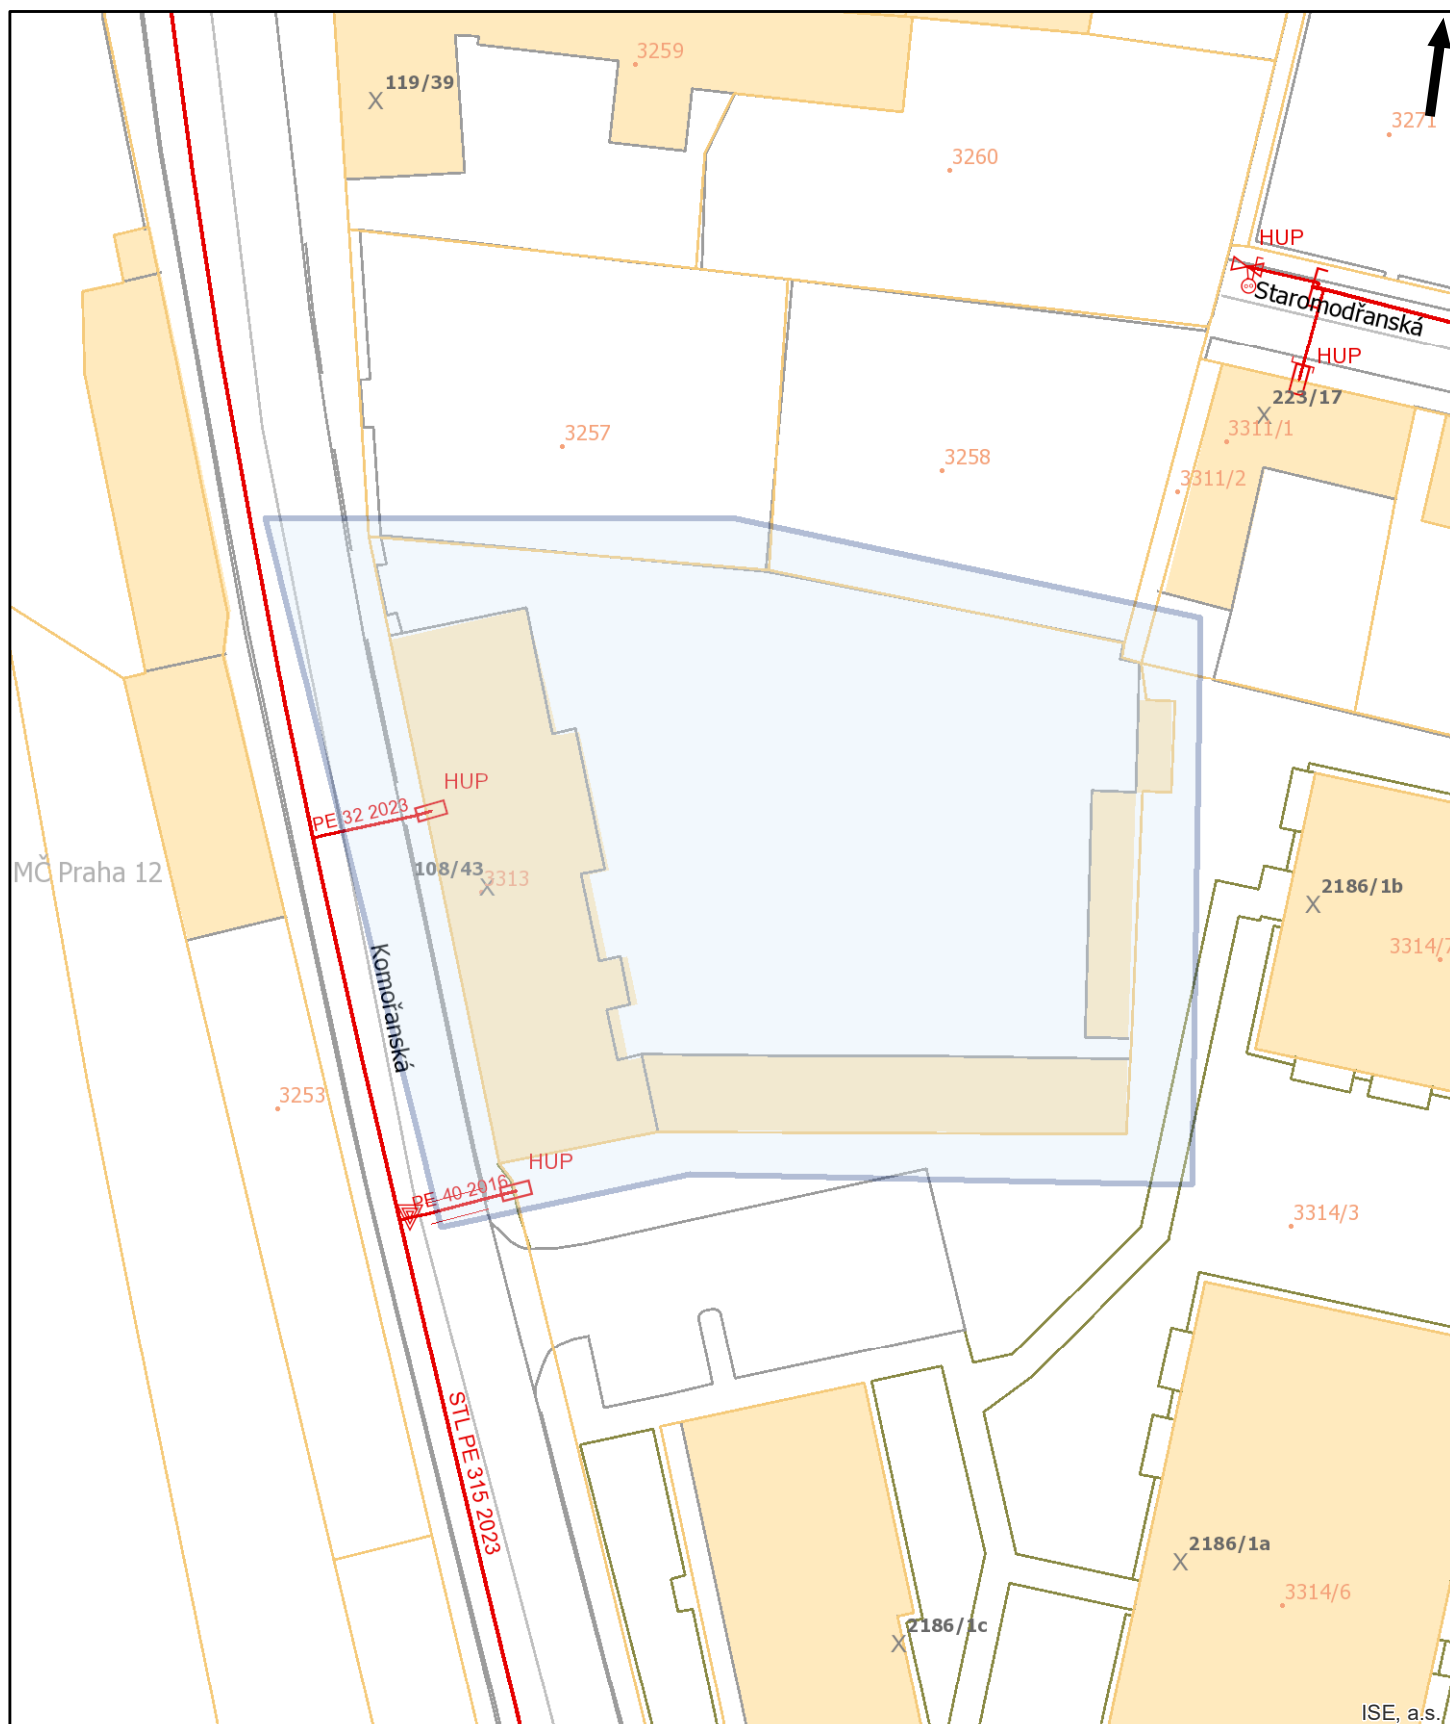 3259
119/39
3271
3260
HUP
Staromodřanská
HUP
223/17
3311/1
3257
3258
3311/2
HUP
PE 32 2023
108/43
3313
MČ Praha 12
2186/1b
3314/7
Komořanská
3253
HUP
PE 40 2016
3314/3
STL PE 315 2023
2186/1a
3314/6
2186/1c
ISE, a.s.